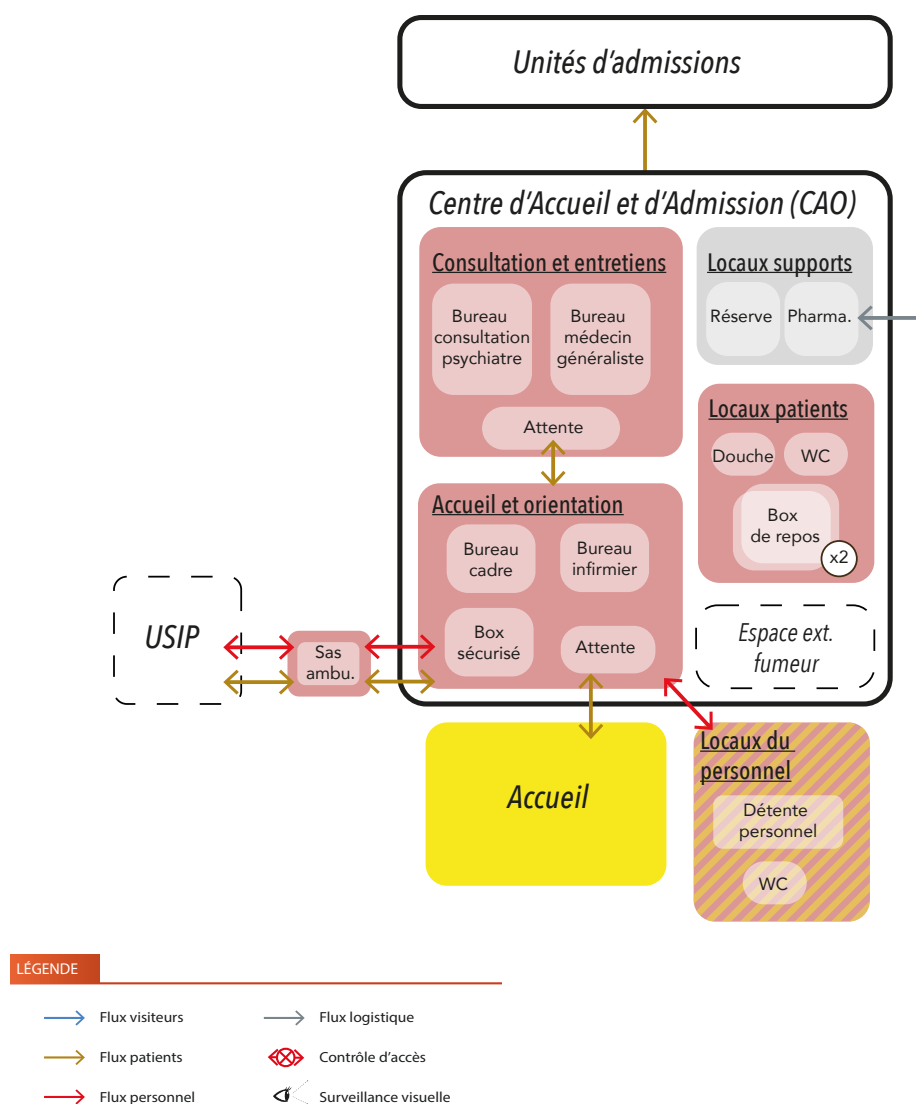 Unités d'admissions
Centre d'Accueil et d'Admission (CAO)
Consultation et entretiens
Bureau
consultation
psychiatre
Bureau
médecin
généraliste
Attente
Locaux supports
Réserve
Pharma.
Locaux patients
Douche
WC
Box
de repos
x2
Accueil et orientation
Bureau
cadre
Bureau
infirmier
Box
sécurisé
Attente
Espace ext.
fumeur
USIP
Sas
ambu.
Accueil
Locaux du
personnel
Détente
personnel
WC
LÉGENDE
Flux visiteurs
Flux logistique
Flux patients
Contrôle d'accès
Flux personnel
Surveillance visuelle